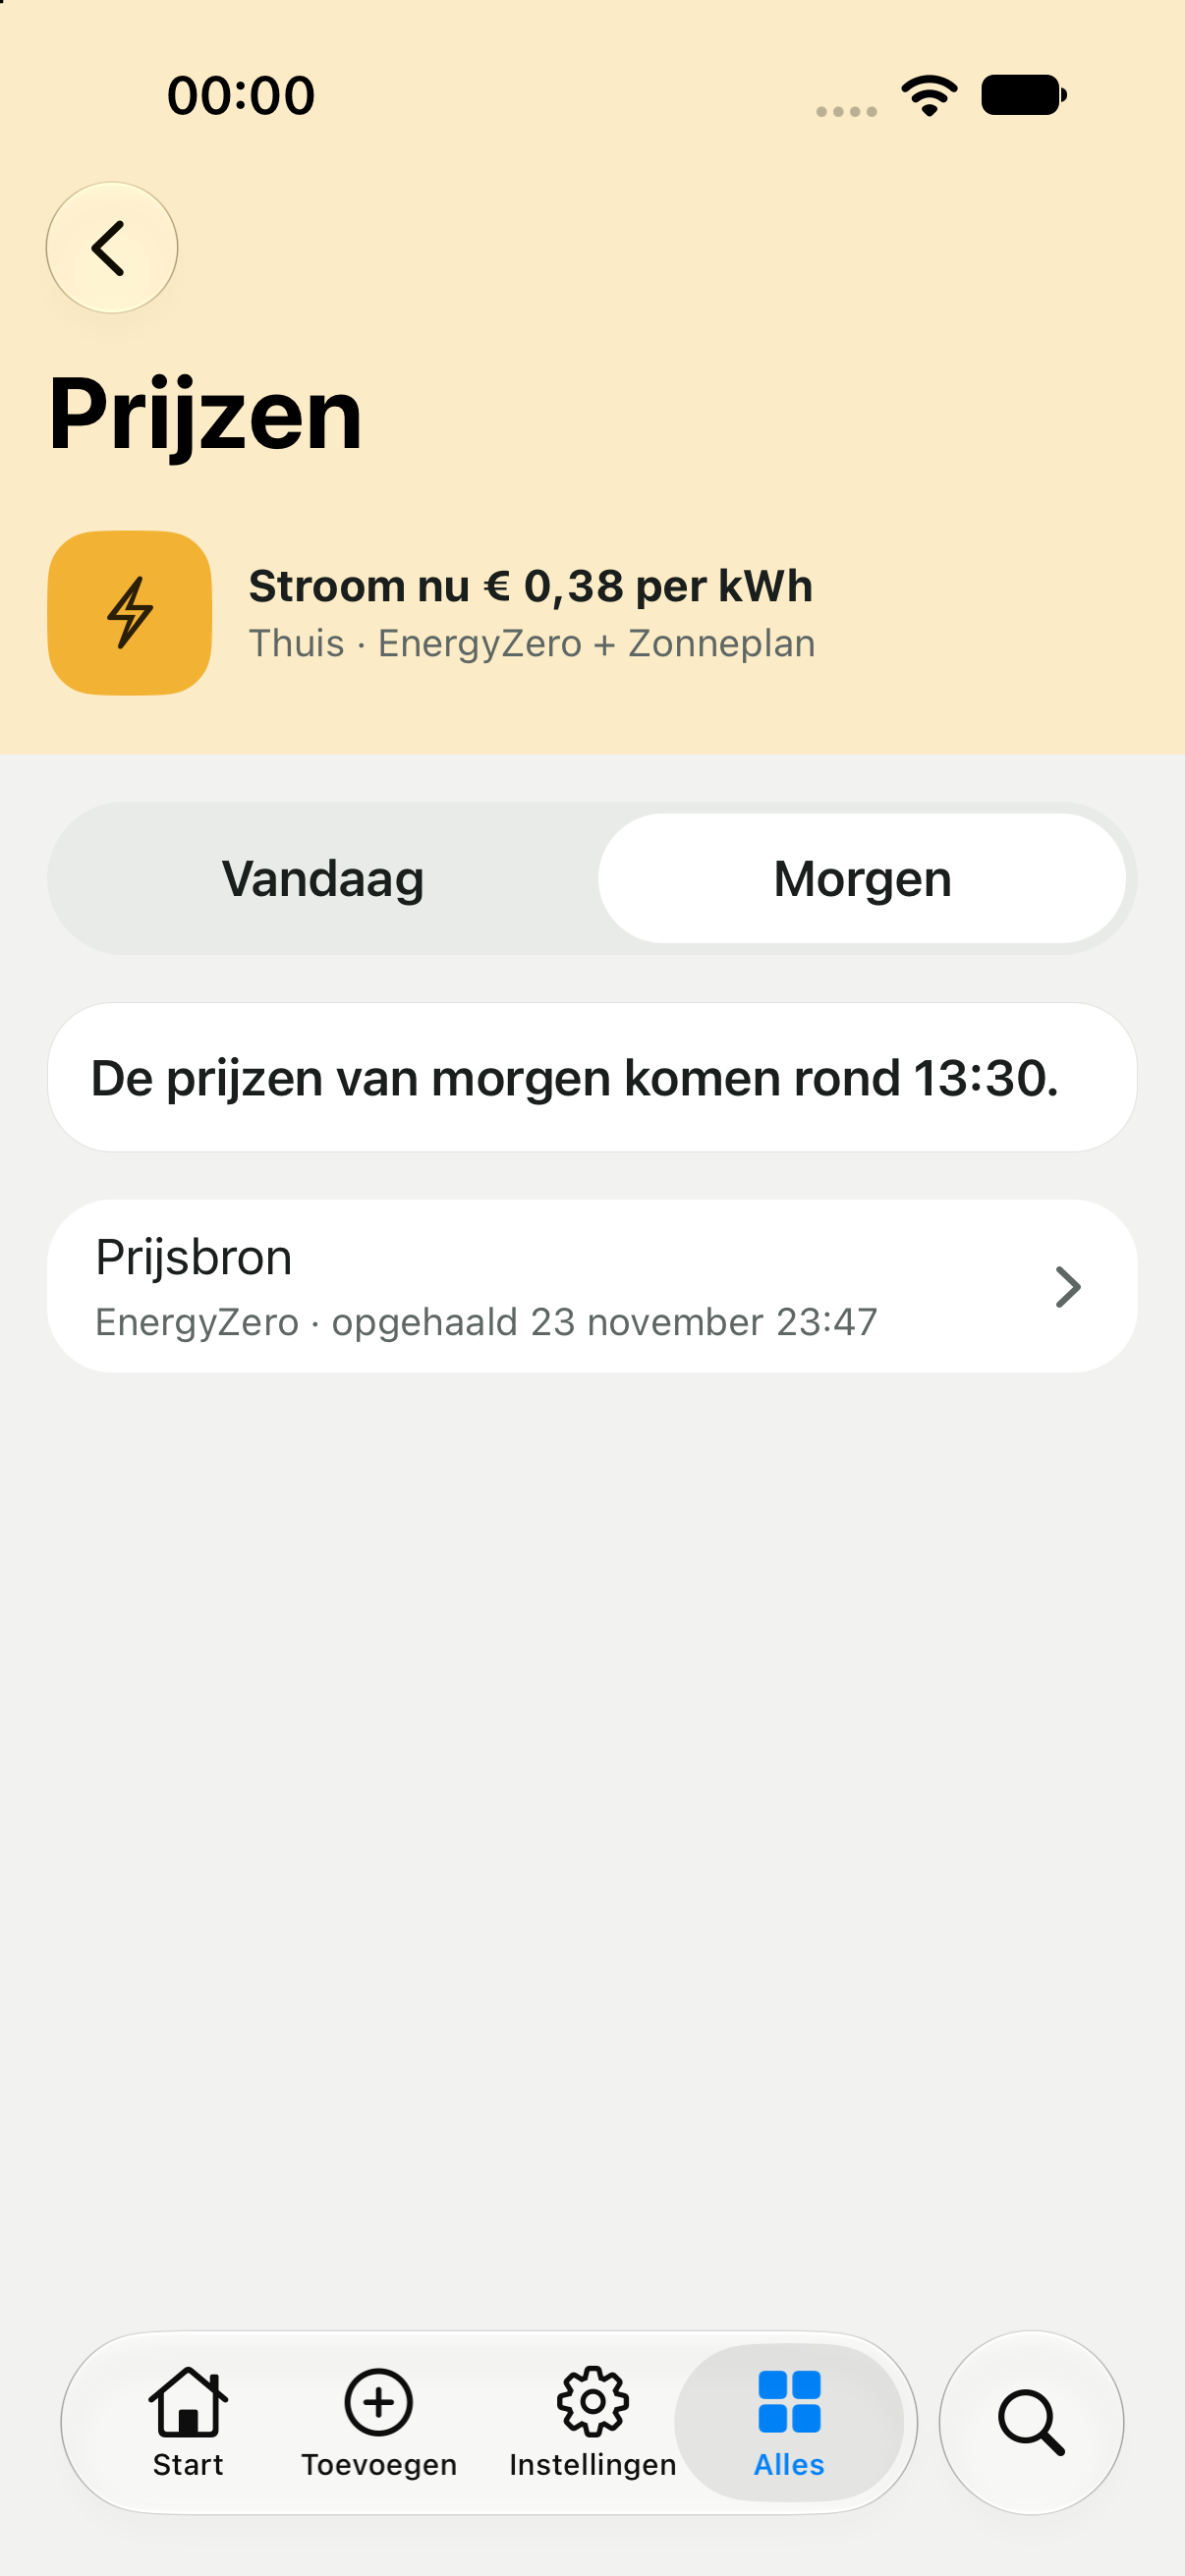 00:00
Prijzen
Stroom nu € 0,38 per kWh
Thuis · EnergyZero + Zonneplan
Vandaag
Morgen
De prijzen van morgen komen rond 13:30.
Prijsbron
EnergyZero · opgehaald 23 november 23:47
Start
Toevoegen
Instellingen
Alles